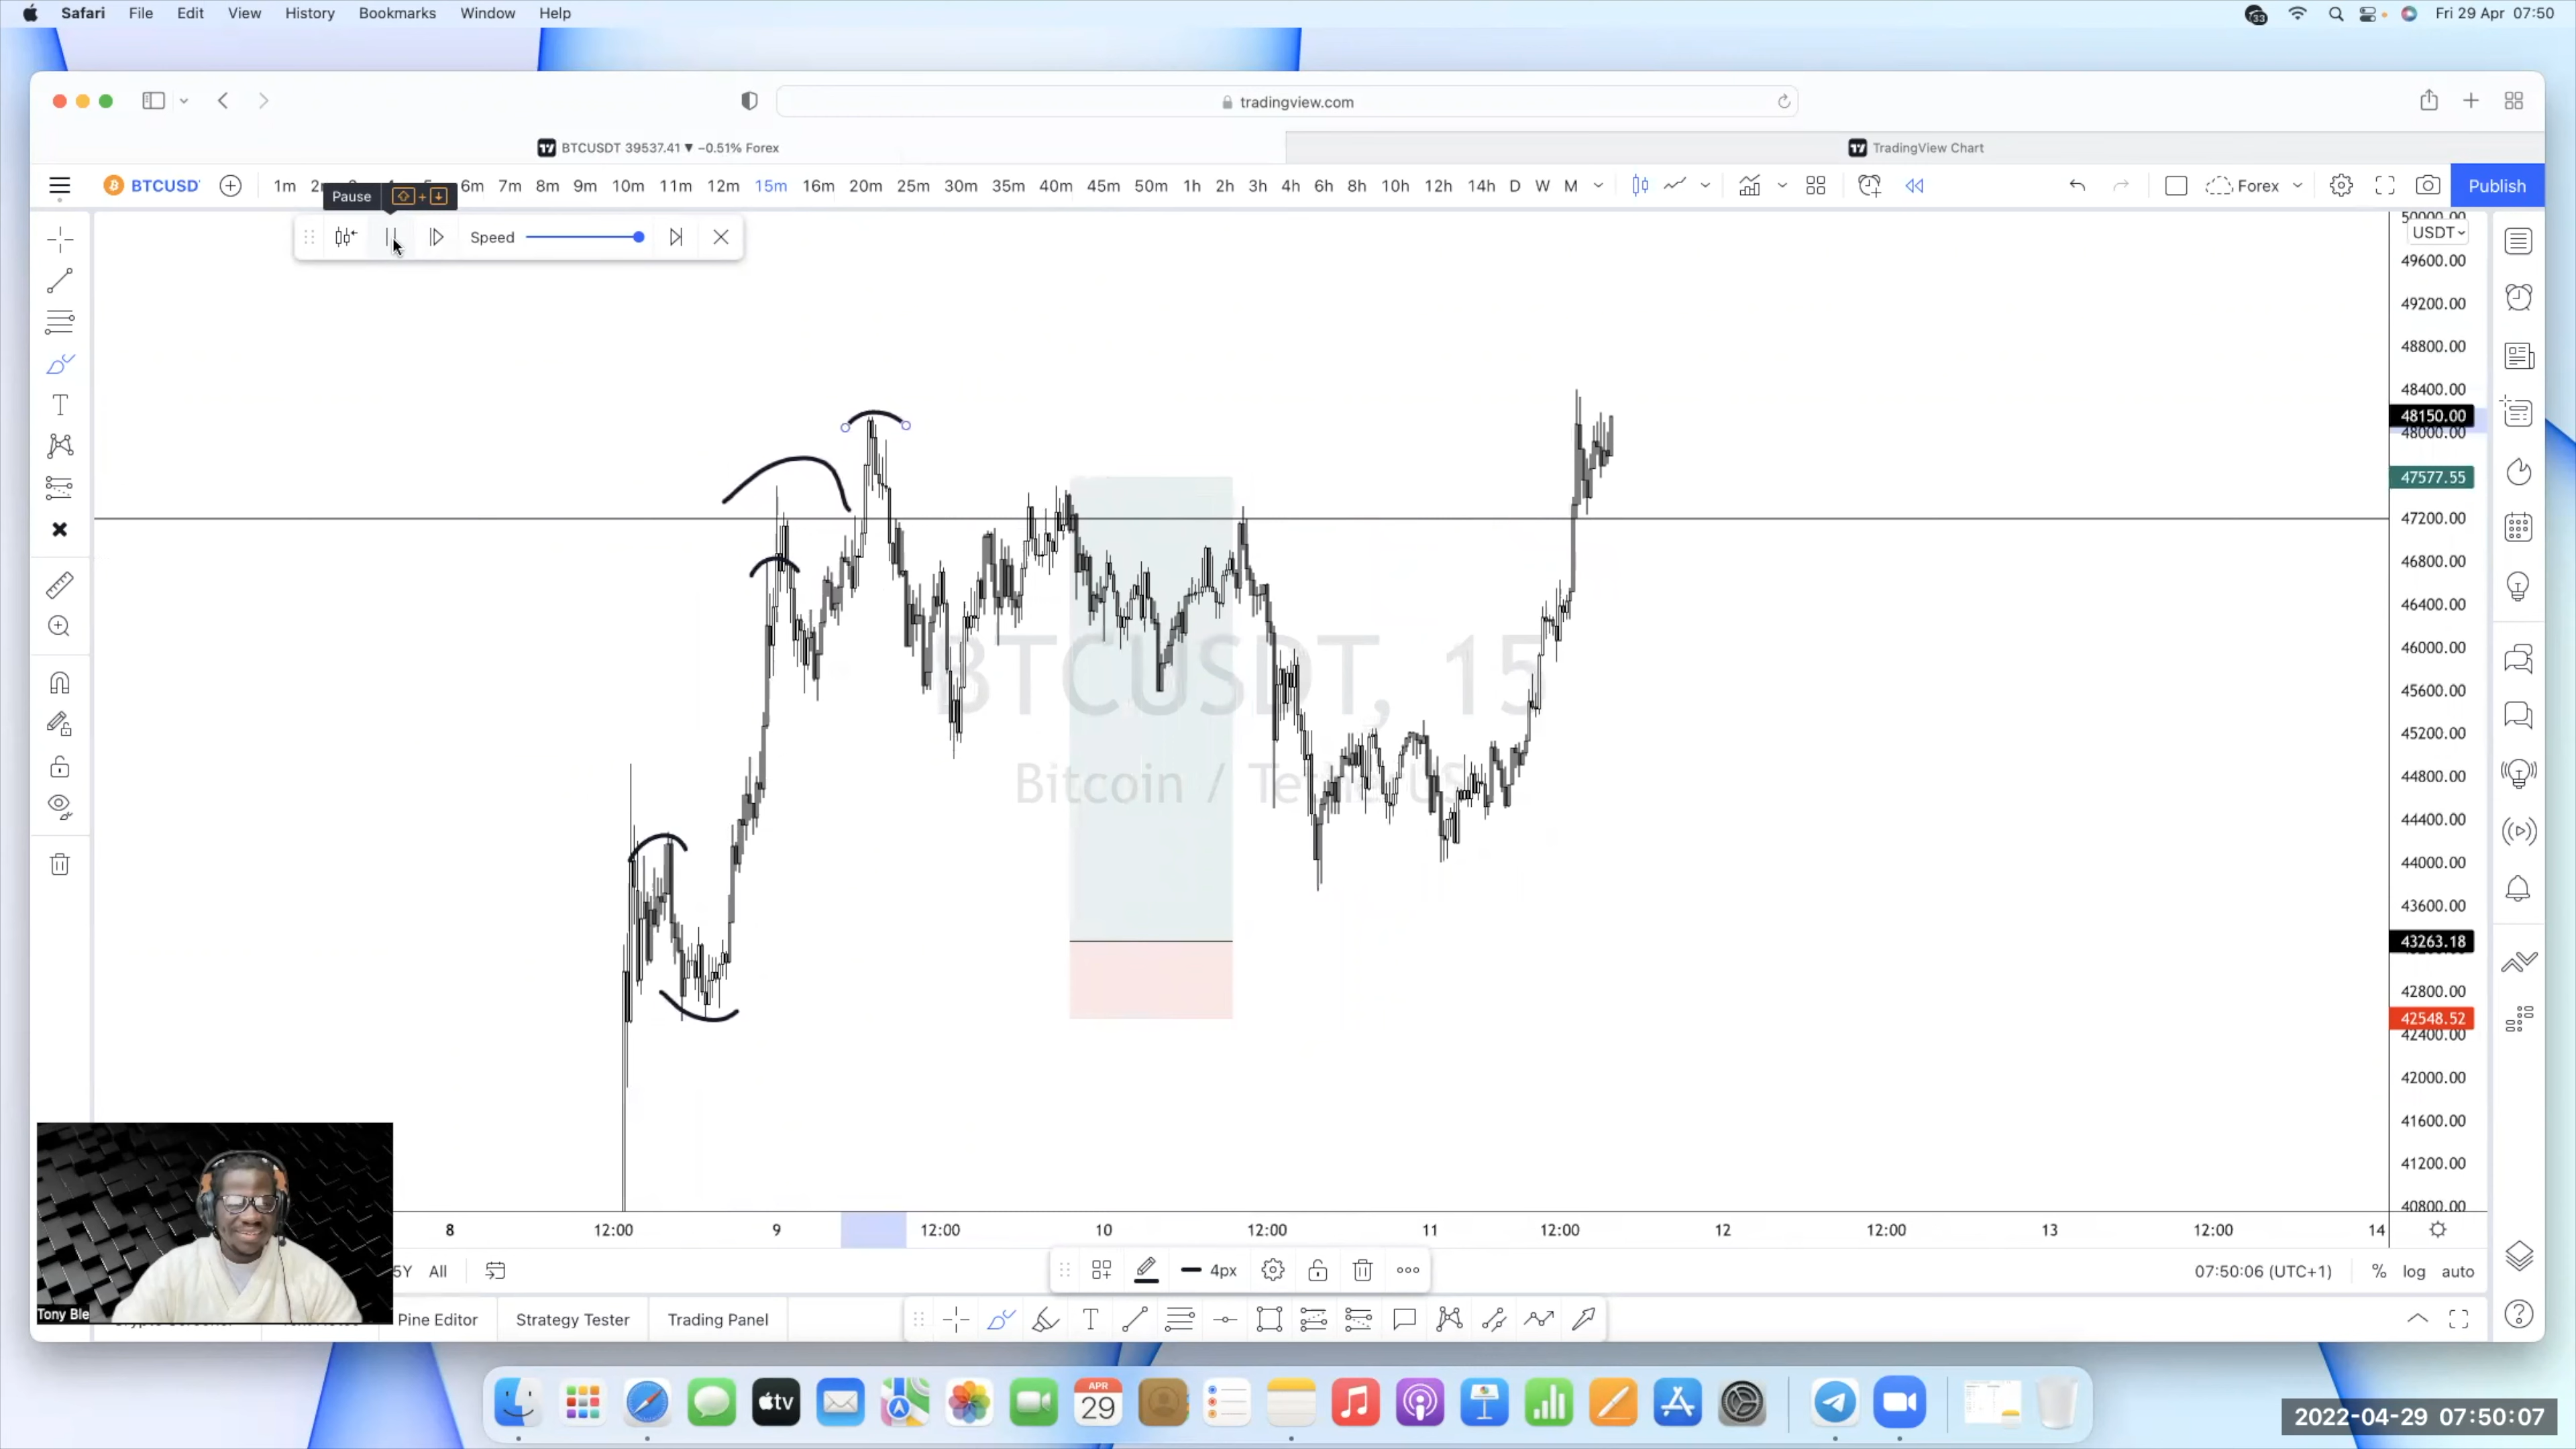 Safari File Edit View History Bookmarks Window Help
33
Fri 29 Apr 07:50
tradingview.com
BTCUSDT 39537.41 ▼ −0.51% Forex
TradingView Chart
BTCUSD
1m
6m 7m 8m 9m 10m 11m 12m 15m 16m 20m 25m 30m 35m 40m 45m 50m 1h 2h 3h 4h 6h 8h 10h 12h 14h D W M
Forex
Publish
Pause
+
Speed
50000.00
USDT
49600.00
49200.00
48800.00
48400.00
48150.00
48000.00
47577.55
47200.00
46800.00
46400.00
46000.00
45600.00
45200.00
44800.00
44400.00
44000.00
43600.00
43263.18
42800.00
42548.52
42400.00
42000.00
41600.00
41200.00
40800.00
BTCUSDT, 15
Bitcoin / TetherUS
8 12:00 9 12:00 10 12:00 11 12:00 12 12:00 13 12:00 14
5Y All
4px
07:50:06 (UTC+1) % log auto
Tony Ble
Pine Editor Strategy Tester Trading Panel
tv
APR
29
2022-04-29 07:50:07